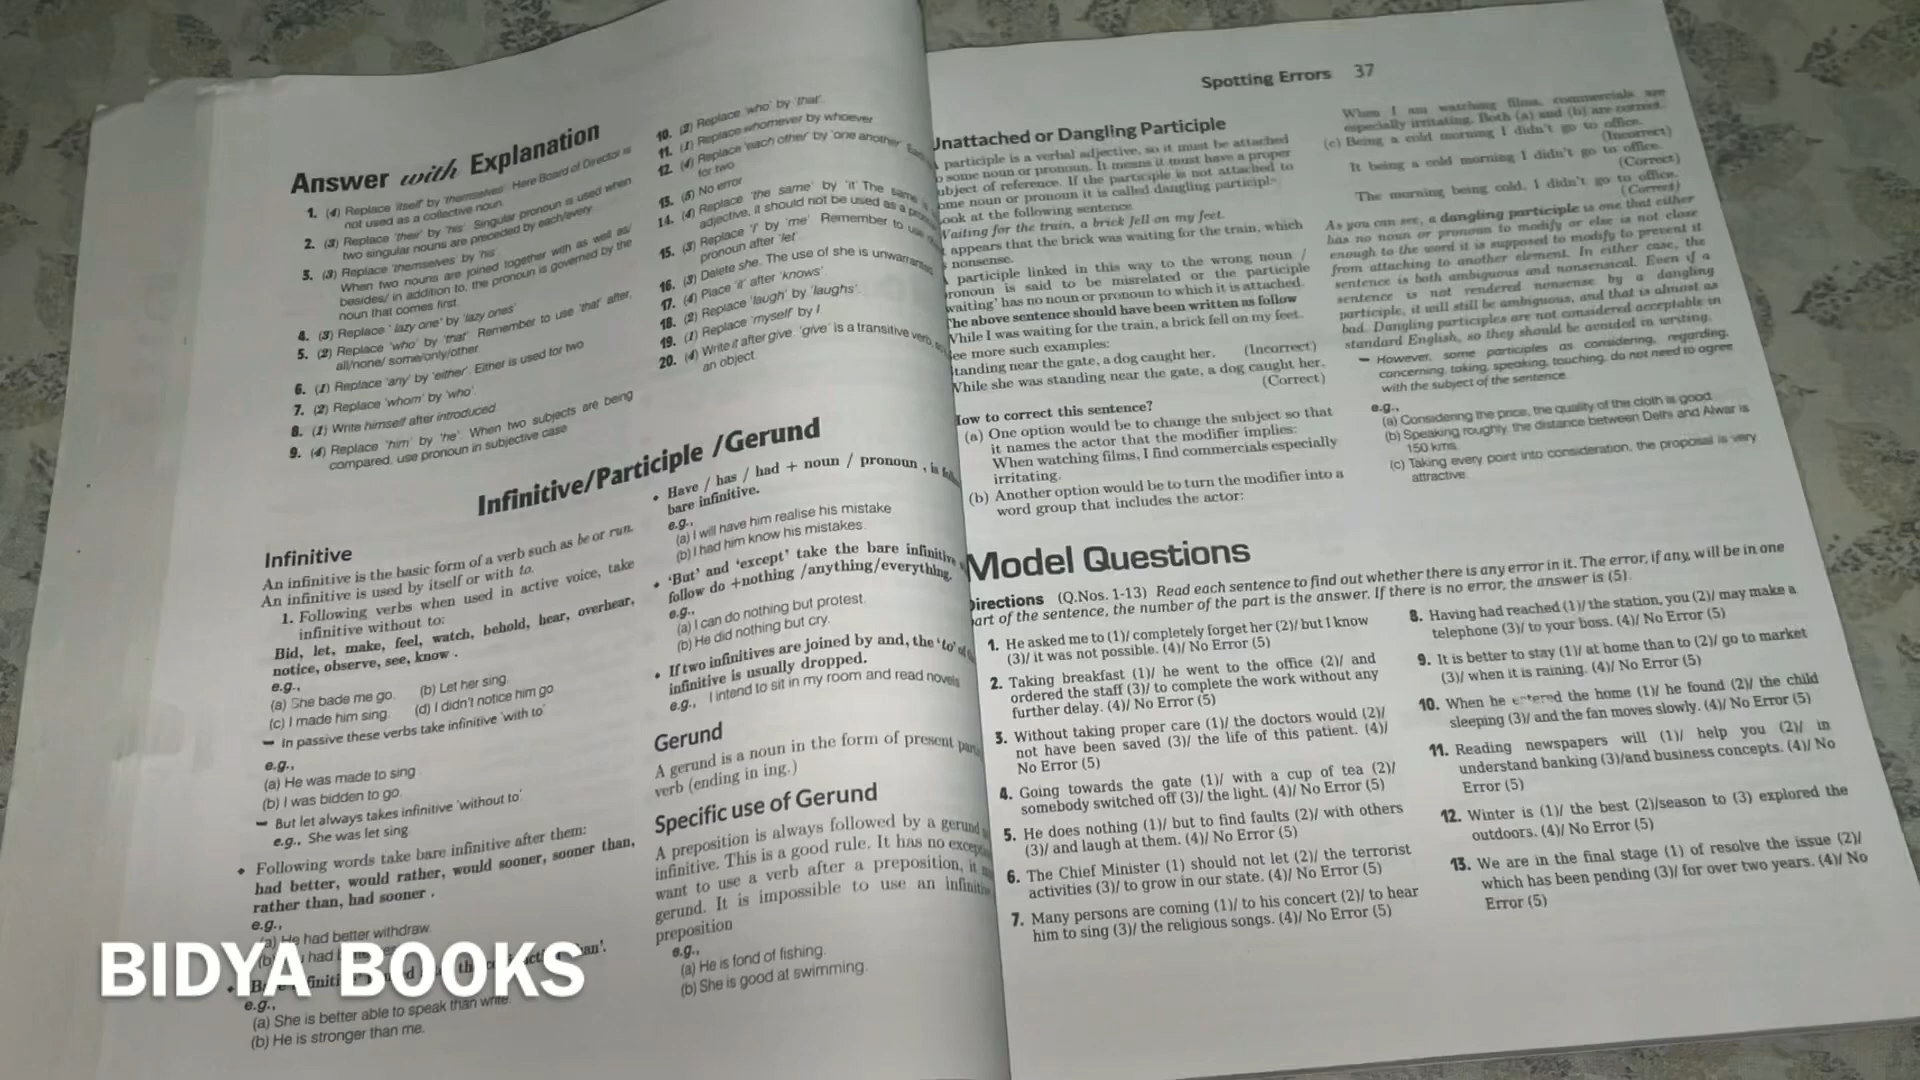 Answer with Explanation
1. (4) Replace 'itself' by 'themselves'. Here Board of Director is
not used as a collective noun.
2. (3) Replace 'their' by 'his'. Singular pronoun is used when
two singular nouns are preceded by each/every.
3. (3) Replace 'themselves' by 'his'
When two nouns are joined together with as well as/
besides/ in addition to, the pronoun is governed by the
noun that comes first.
4. (3) Replace ' lazy one' by 'lazy ones'
5. (2) Replace 'who' by 'that'. Remember to use 'that' after,
all/none/ some/only/other.
6. (1) Replace 'any' by 'either'. Either is used for two
7. (2) Replace 'whom' by 'who'
8. (1) Write himself after introduced.
9. (4) Replace 'him' by 'he'. When two subjects are being
compared, use pronoun in subjective case
10. (2) Replace 'who' by 'that'.
11. (1) Replace whomever by whoever
12. (4) Replace 'each other' by 'one another'
for two
13. (5) No error
14. (4) Replace 'the same' by 'it' The same is
adjective, it should not be used as a
15. (3) Replace 'I' by 'me' Remember to use
pronoun after 'let'
16. (3) Delete she. The use of she is unwarranted
17. (4) Place 'it' after 'knows'
18. (2) Replace 'laugh' by 'laughs'.
19. (1) Replace 'myself' by I.
20. (4) Write it after give. 'give' is a transitive verb,
an object.
Infinitive/Participle /Gerund
Infinitive
An infinitive is the basic form of a verb such as be or run.
An infinitive is used by itself or with to.
1. Following verbs when used in active voice, take
infinitive without to:
Bid, let, make, feel, watch, behold, hear, overhear,
notice, observe, see, know .
e.g.,
(a) She bade me go. (b) Let her sing.
(c) I made him sing. (d) I didn't notice him go
In passive these verbs take infinitive 'with to'
e.g.,
(a) He was made to sing
(b) I was bidden to go.
But let always takes infinitive 'without to'
e.g., She was let sing
• Following words take bare infinitive after them:
had better, would rather, would sooner, sooner than,
rather than, had sooner .
e.g.,
(a) He had better withdraw.
(b) had
BIDYA BOOKS
e.g.,
(a) She is better able to speak than write.
(b) He is stronger than me.
• Have / has / had + noun / pronoun , is
bare infinitive.
e.g.,
(a) I will have him realise his mistake
(b) I had him know his mistakes.
• 'But' and 'except' take the bare infinitive
follow do +nothing /anything/everything.
e.g.,
(a) I can do nothing but protest.
(b) He did nothing but cry.
• If two infinitives are joined by and, the 'to' of
infinitive is usually dropped.
e.g., I intend to sit in my room and read novels
Gerund
A gerund is a noun in the form of present
verb (ending in ing.)
Specific use of Gerund
A preposition is always followed by a gerund
infinitive. This is a good rule. It has no
want to use a verb after a preposition, it
gerund. It is impossible to use an
preposition
e.g.,
(a) He is fond of fishing.
(b) She is good at swimming.
Spotting Errors 37
Unattached or Dangling Participle
participle is a verbal adjective, so it must be attached
some noun or pronoun. It means it must have a proper
of reference. If the participle is not attached to
noun or pronoun it is called dangling
at the following sentence
Waiting for the train, a brick fell on my feet.
appears that the brick was waiting for the train, which
nonsense.
participle linked in this way to the wrong noun /
is said to be misrelated or the participle
waiting' has no noun or pronoun to which it is attached.
The above sentence should have been written as follow
While I was waiting for the train, a brick fell on my feet.
more such examples:
near the gate, a dog caught her. (Incorrect)
While she was standing near the gate, a dog caught her.
(Correct)
How to correct this sentence?
(a) One option would be to change the subject so that
it names the actor that the modifier implies:
When watching films, I find commercials especially
irritating.
(b) Another option would be to turn the modifier into a
word group that includes the actor:
When I am watching films, commercials are
especially irritating. Both (a) and (b) are correct.
(c) Being a cold morning I didn't go to office.
(Incorrect)
It being a cold morning I didn't go to office.
(Correct)
The morning being cold, I didn't go to office.
(Correct)
As you can see, a dangling participle is one that either
has no noun or pronoun to modify or else is not close
enough to the word it is supposed to modify to prevent it
from attaching to another element. In either case, the
sentence is both ambiguous and nonsensical. Even if a
sentence is not rendered nonsense by a dangling
participle, it will still be ambiguous, and that is almost as
bad. Dangling participles are not considered acceptable in
standard English, so they should be avoided in writing.
However, some participles as considering, regarding,
concerning, taking, speaking, touching, do not need to agree
with the subject of the sentence.
e.g.,
(a) Considering the price, the quality of the cloth is good
(b) Speaking roughly, the distance between Delhi and Alwar is
150 kms.
(c) Taking every point into consideration, the proposal is very
attractive.
Model Questions
Directions (Q.Nos. 1-13) Read each sentence to find out whether there is any error in it. The error, if any, will be in one
part of the sentence, the number of the part is the answer. If there is no error, the answer is (5).
1. He asked me to (1)/ completely forget her (2)/ but I know
(3)/ it was not possible. (4)/ No Error (5)
2. Taking breakfast (1)/ he went to the office (2)/ and
ordered the staff (3)/ to complete the work without any
further delay. (4)/ No Error (5)
3. Without taking proper care (1)/ the doctors would (2)/
not have been saved (3)/ the life of this patient. (4)/
No Error (5)
4. Going towards the gate (1)/ with a cup of tea (2)/
somebody switched off (3)/ the light. (4)/ No Error (5)
5. He does nothing (1)/ but to find faults (2)/ with others
(3)/ and laugh at them. (4)/ No Error (5)
6. The Chief Minister (1) should not let (2)/ the terrorist
activities (3)/ to grow in our state. (4)/ No Error (5)
7. Many persons are coming (1)/ to his concert (2)/ to hear
him to sing (3)/ the religious songs. (4)/ No Error (5)
8. Having had reached (1)/ the station, you (2)/ may make a
telephone (3)/ to your boss. (4)/ No Error (5)
9. It is better to stay (1)/ at home than to (2)/ go to market
(3)/ when it is raining. (4)/ No Error (5)
10. When he entered the home (1)/ he found (2)/ the child
sleeping (3)/ and the fan moves slowly. (4)/ No Error (5)
11. Reading newspapers will (1)/ help you (2)/ in
understand banking (3)/and business concepts. (4)/ No
Error (5)
12. Winter is (1)/ the best (2)/season to (3) explored the
outdoors. (4)/ No Error (5)
13. We are in the final stage (1) of resolve the issue (2)/
which has been pending (3)/ for over two years. (4)/ No
Error (5)